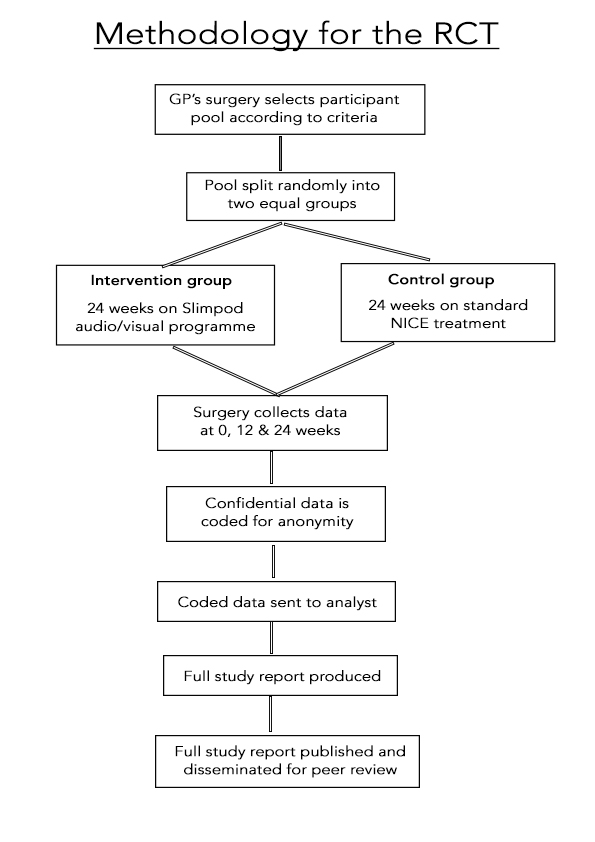 Methodology for the RCT
GP's surgery selects participant
pool according to criteria
Pool split randomly into
two equal groups
Intervention group
24 weeks on Slimpod
audio/visual programme
Control group
24 weeks on standard
NICE treatment
Surgery collects data
at 0, 12 & 24 weeks
Confidential data is
coded for anonymity
Coded data sent to analyst
Full study report produced
Full study report published and
disseminated for peer review